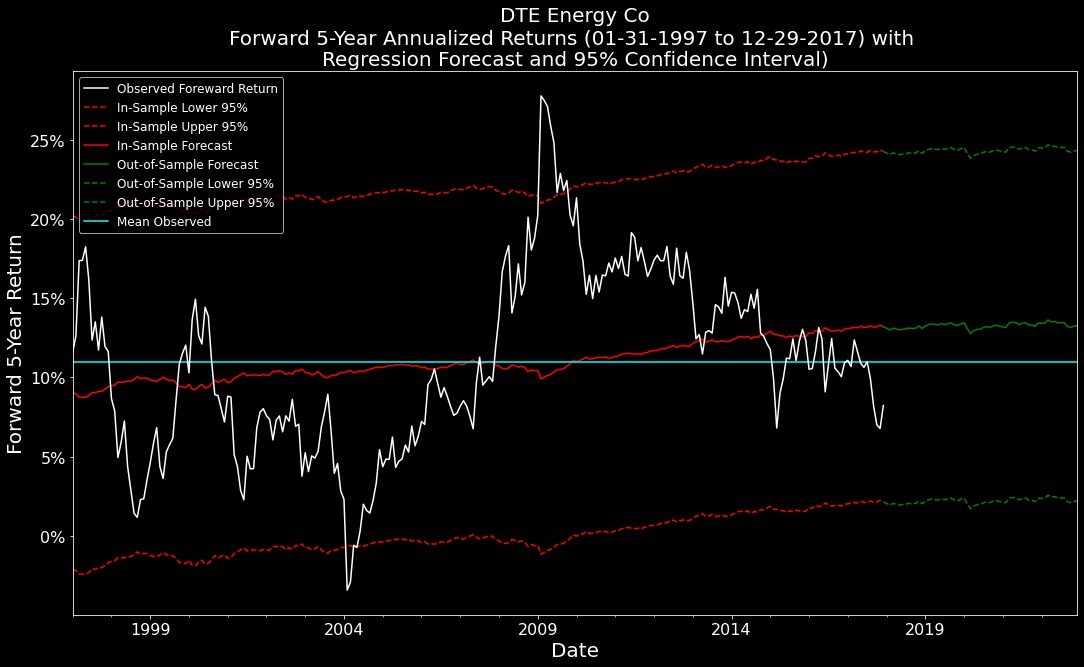 DTE Energy Co
Forward 5-Year Annualized Returns (01-31-1997 to 12-29-2017) with
Regression Forecast and 95% Confidence Interval)
Observed Foreward Return
In-Sample Lower 95%
In-Sample Upper 95%
In-Sample Forecast
Out-of-Sample Forecast
Out-of-Sample Lower 95%
Out-of-Sample Upper 95%
Mean Observed
Forward 5-Year Return
25%
20%
15%
10%
5%
0%
1999
2004
2009
2014
2019
Date